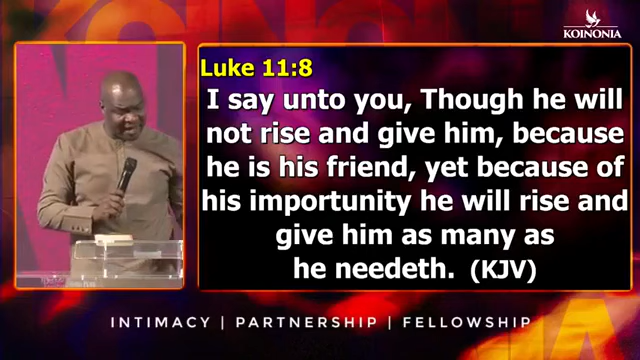 KOINONIA
Luke 11:8
I say unto you, Though he will
not rise and give him, because
he is his friend, yet because of
his importunity he will rise and
give him as many as
he needeth. (KJV)
INTIMACY | PARTNERSHIP | FELLOWSHIP